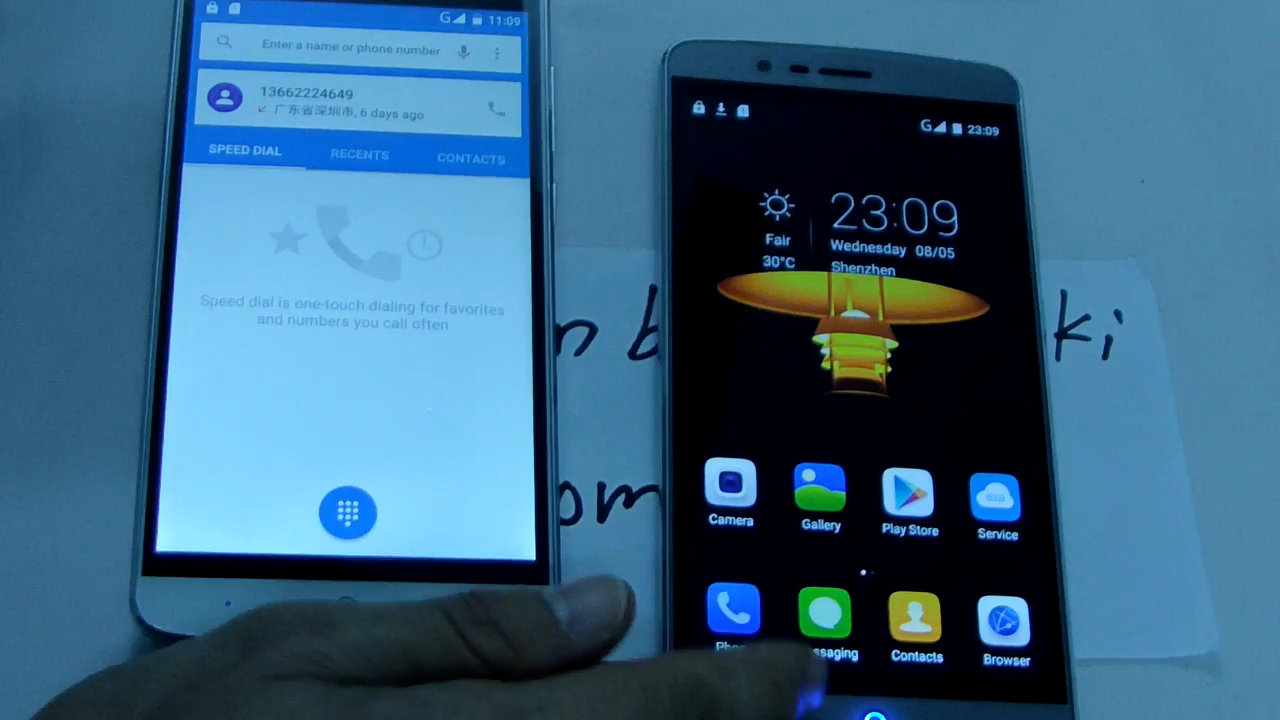 G 11:09
Enter a name or phone number
13662224649
广东省深圳市, 6 days ago
SPEED DIAL RECENTS CONTACTS
Speed dial is one-touch dialing for favorites
and numbers you call often
G 23:09
23:09
Fair
Wednesday 08/05
30°C
Shenzhen
n b
ki
om
Camera Gallery Play Store Service
Contacts Browser